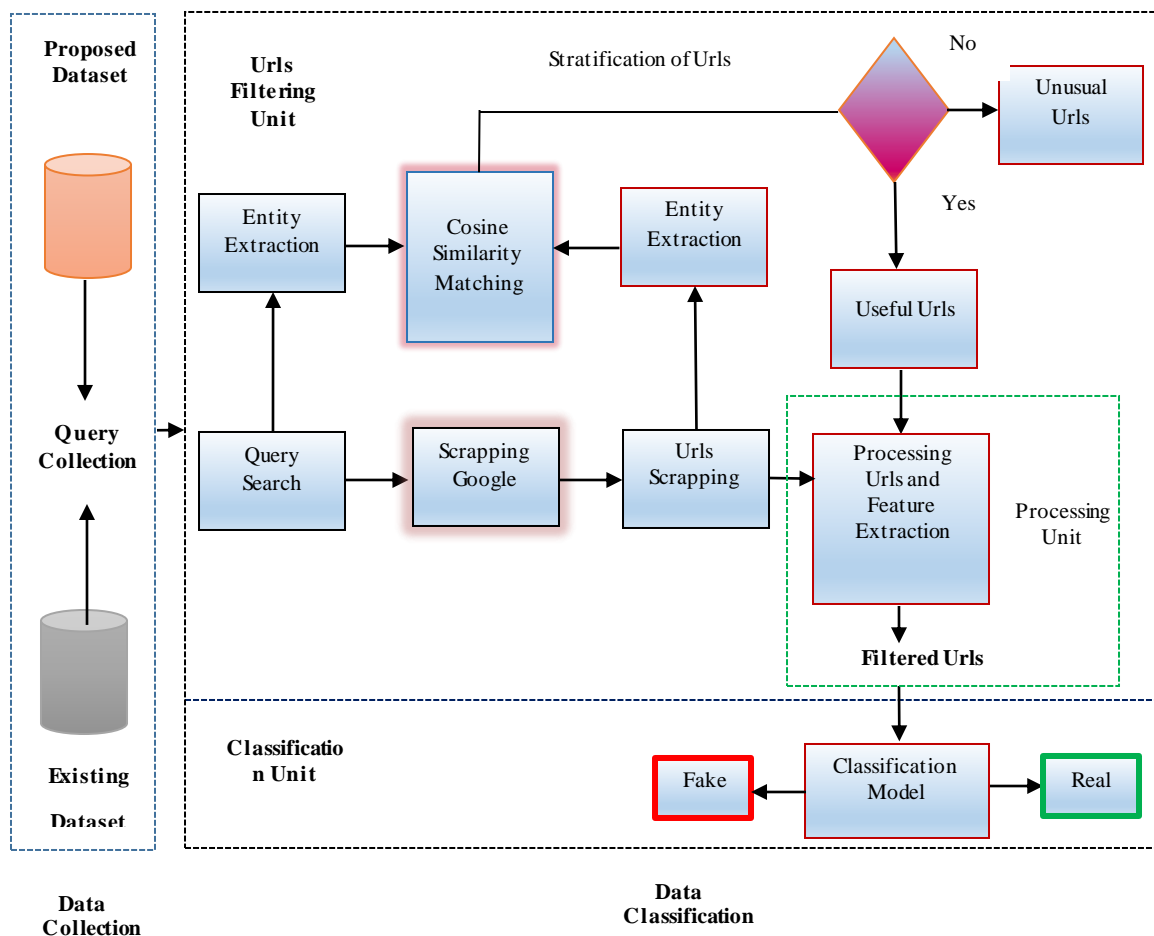 Proposed
Dataset
Query
Collection
Existing
Dataset
Data
Collection
Urls
Filtering
Unit
Stratification of Urls
No
Unusual
Urls
Yes
Entity
Extraction
Cosine
Similarity
Matching
Entity
Extraction
Useful Urls
Query
Search
Scrapping
Google
Urls
Scrapping
Processing
Urls and
Feature
Extraction
Processing
Unit
Filtered Urls
Classificatio
n Unit
Fake
Classification
Model
Real
Data
Classification